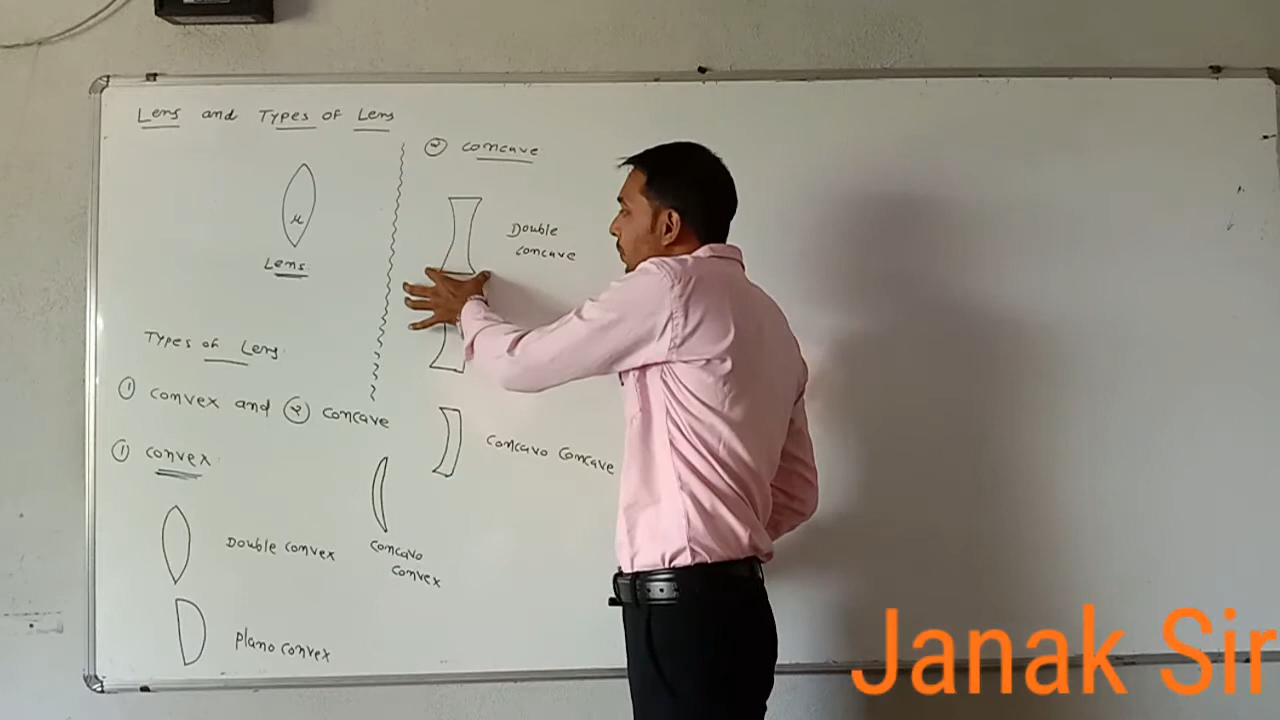 Lens and Types of Lens
μ
Lens
Types of Lens
① convex and ② concave
① convex
Double convex
plano convex
concavo
convex
② concave
Double
concave
concavo concave
Janak Sir